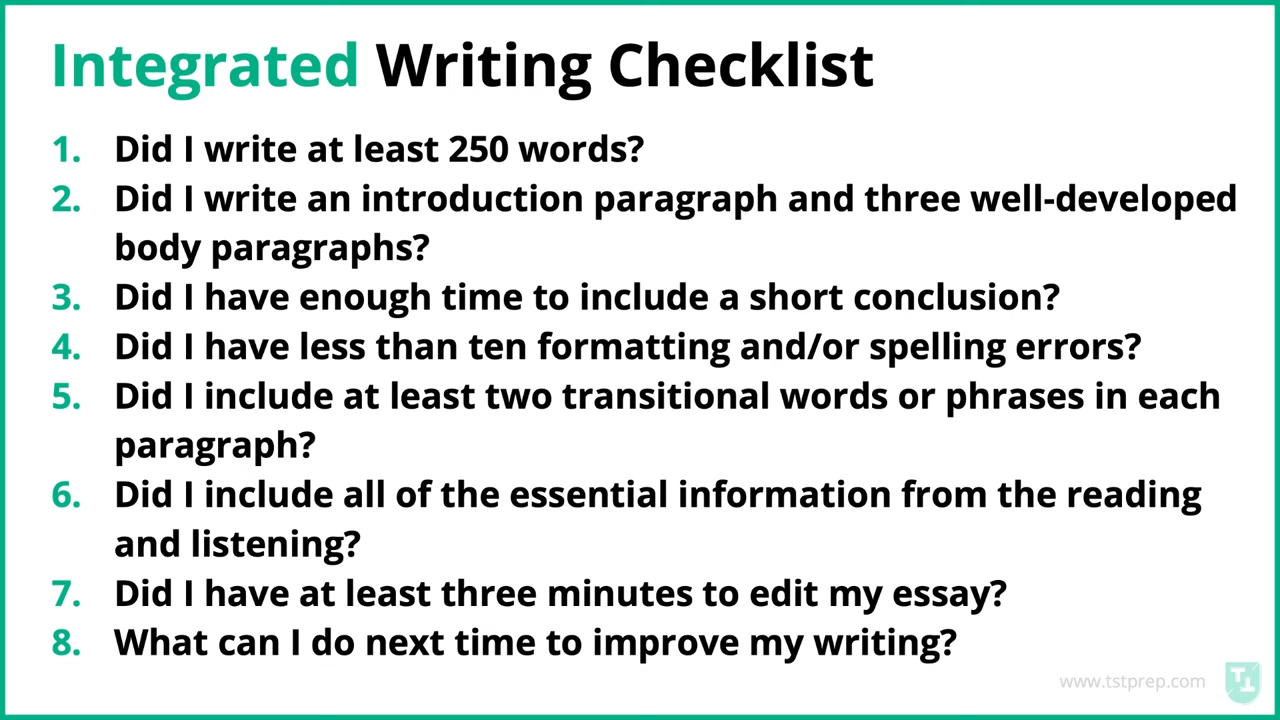 Integrated Writing Checklist
1. Did I write at least 250 words?
2. Did I write an introduction paragraph and three well-developed
body paragraphs?
3. Did I have enough time to include a short conclusion?
4. Did I have less than ten formatting and/or spelling errors?
5. Did I include at least two transitional words or phrases in each
paragraph?
6. Did I include all of the essential information from the reading
and listening?
7. Did I have at least three minutes to edit my essay?
8. What can I do next time to improve my writing?
www.tstprep.com